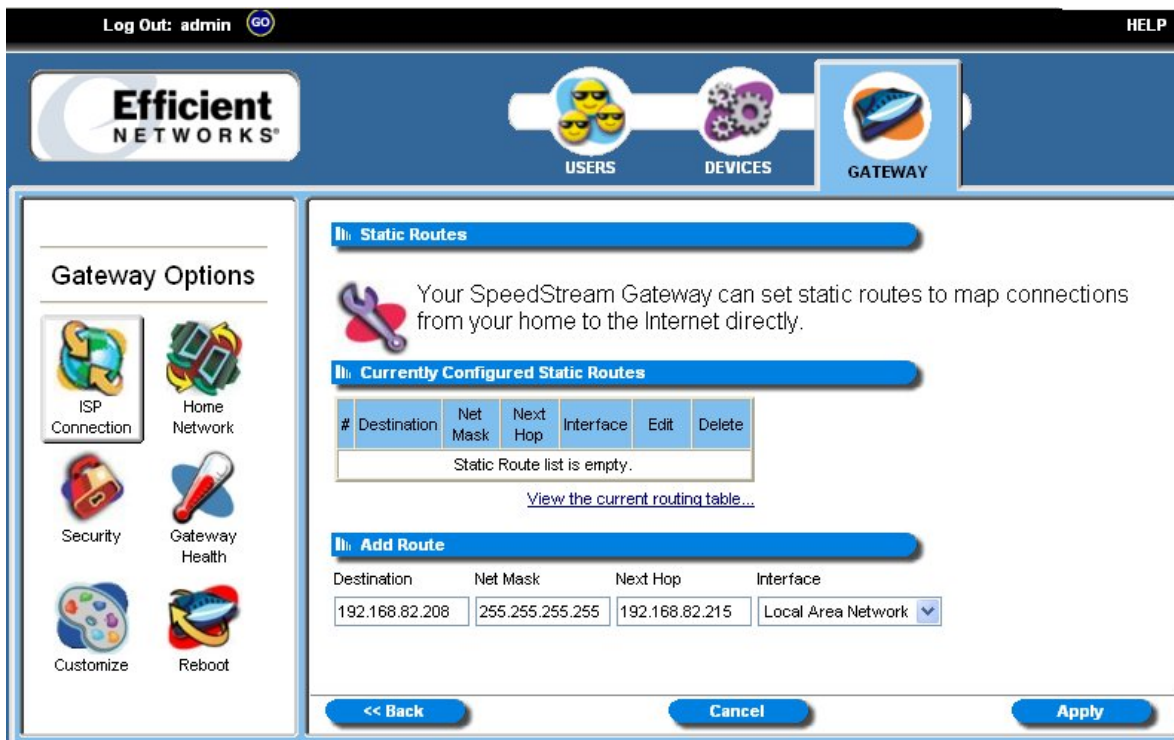 Log Out: admin GO
HELP
Efficient
NETWORKS®
USERS
DEVICES
GATEWAY
Gateway Options
ISP
Connection
Home
Network
Security
Gateway
Health
Customize
Reboot
Static Routes
Your SpeedStream Gateway can set static routes to map connections
from your home to the Internet directly.
Currently Configured Static Routes
# Destination Net Mask Next Hop Interface Edit Delete
Static Route list is empty.
View the current routing table...
Add Route
Destination Net Mask Next Hop Interface
192.168.82.208 255.255.255.255 192.168.82.215 Local Area Network
<< Back Cancel Apply